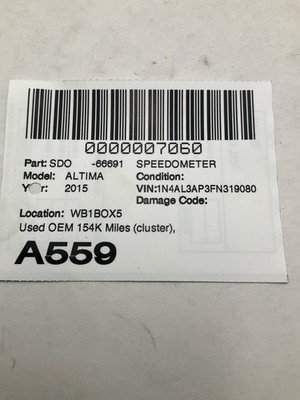 0000007060
Part: SDO -66691 SPEEDOMETER
Model: ALTIMA Condition:
Year: 2015 VIN:1N4AL3AP3FN319080
Damage Code:
Location: WB1BOX5
Used OEM 154K Miles (cluster),
A559